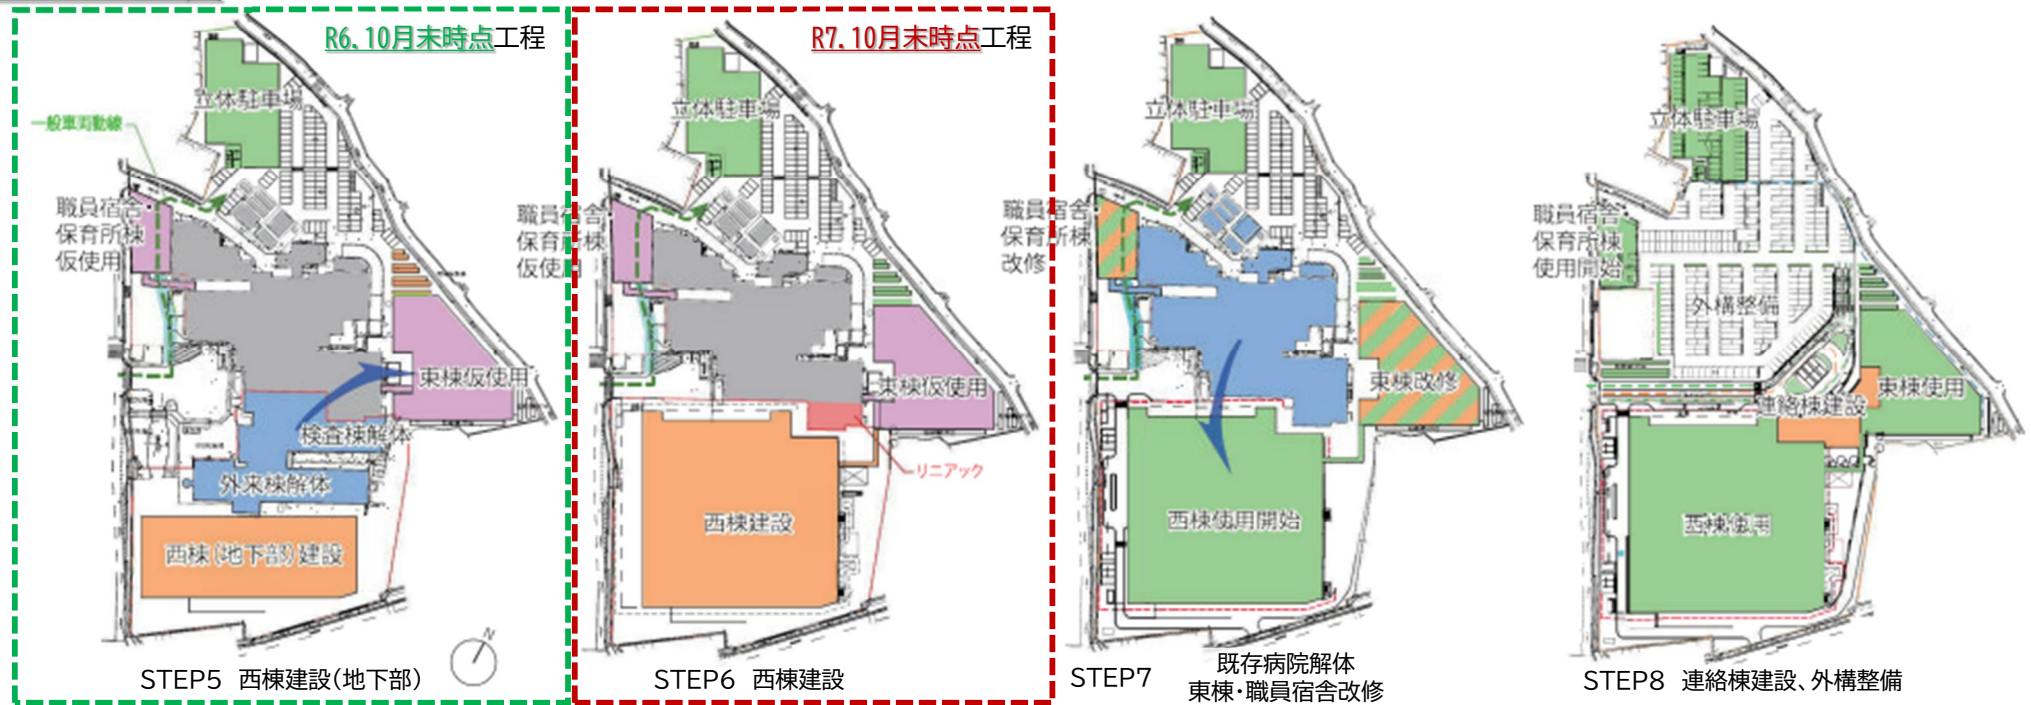 R6.10月末時点工程
立体駐車場
一般車両動線
職員宿舎
保育所棟
仮使用
東棟仮使用
検査棟解体
外来棟解体
西棟(地下部)建設
N
STEP5 西棟建設(地下部)
R7.10月末時点工程
立体駐車場
職員宿舎
保育所棟
仮使用
東棟仮使用
リニアック
西棟建設
STEP6 西棟建設
立体駐車場
職員宿舎
保育所棟
改修
東棟改修
西棟使用開始
STEP7
既存病院解体
東棟・職員宿舎改修
立体駐車場
職員宿舎
保育所棟
使用開始
外構整備
東棟使用
連絡棟建設
西棟使用
STEP8 連絡棟建設、外構整備